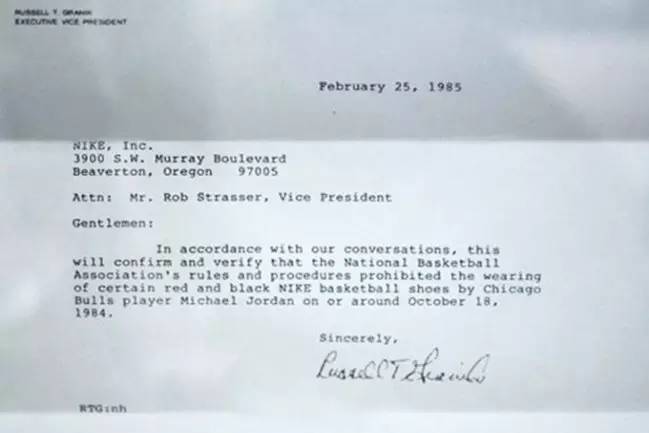 RUSSELL T. GRANIK
EXECUTIVE VICE PRESIDENT
February 25, 1985
NIKE, Inc.
3900 S.W. Murray Boulevard
Beaverton, Oregon 97005
Attn: Mr. Rob Strasser, Vice President
Gentlemen:
In accordance with our conversations, this
will confirm and verify that the National Basketball
Association's rules and procedures prohibited the wearing
of certain red and black NIKE basketball shoes by Chicago
Bulls player Michael Jordan on or around October 18,
1984.
Sincerely,
Russell T. Granik
RTG:nh